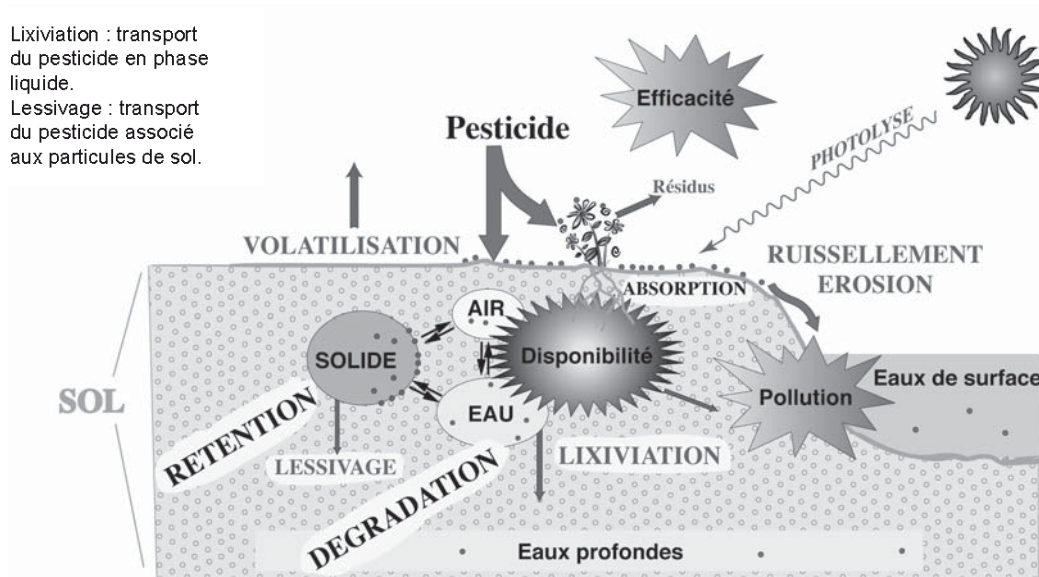 Lixiviation : transport
du pesticide en phase
liquide.
Lessivage : transport
du pesticide associé
aux particules de sol.
Efficacité
Pesticide
PHOTOLYSE
Résidus
VOLATILISATION
RUISSELLEMENT
EROSION
ABSORPTION
AIR
SOLIDE
Disponibilité
Eaux de surface
SOL
Pollution
EAU
RETENTION
LESSIVAGE
LIXIVIATION
DEGRADATION
Eaux profondes